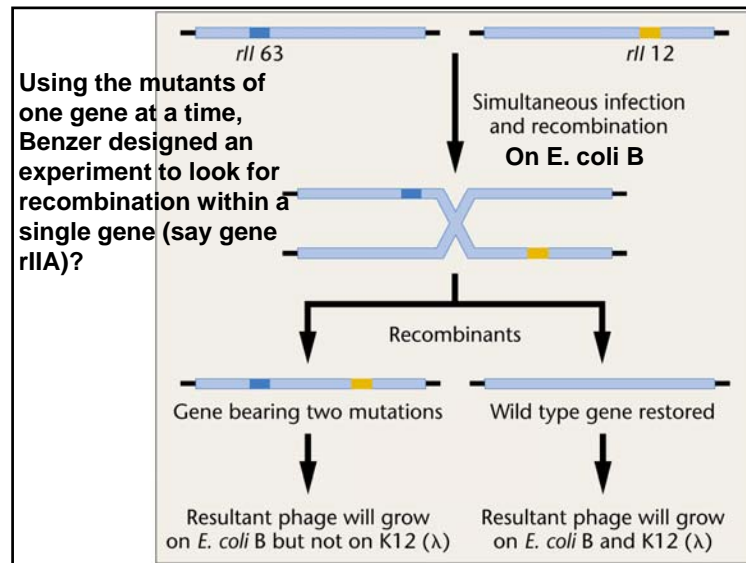 rII 63
rII 12
Using the mutants of
one gene at a time,
Benzer designed an
experiment to look for
recombination within a
single gene (say gene
rIIA)?
Simultaneous infection
and recombination
On E. coli B
Recombinants
Gene bearing two mutations
Wild type gene restored
Resultant phage will grow
on E. coli B but not on K12 (λ)
Resultant phage will grow
on E. coli B and K12 (λ)